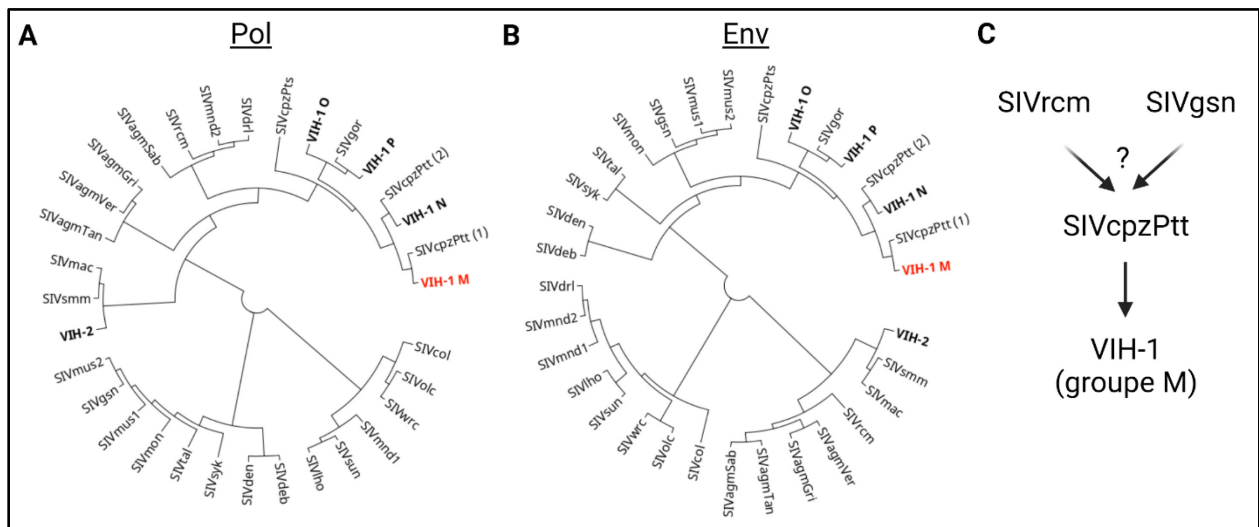 A
Pol
SIVcpzPts
VIH-1 O
SIVgor
VIH-1 P
SIVcpzPtt (2)
VIH-1 N
SIVcpzPtt (1)
VIH-1 M
SIVcol
SIVolc
SIVwrc
SIVmnd1
SIVsun
SIVlho
SIVdeb
SIVden
SIVsyk
SIVtal
SIVmon
SIVmus1
SIVgsn
SIVmus2
VIH-2
SIVsmm
SIVmac
SIVagmTan
SIVagmVer
SIVagmGri
SIVagmSab
SIVrcm
SIVmnd2
SIVdrl
B
Env
SIVcpzPts
VIH-1 O
SIVgor
VIH-1 P
SIVcpzPtt (2)
VIH-1 N
SIVcpzPtt (1)
VIH-1 M
VIH-2
SIVsmm
SIVmac
SIVrcm
SIVagmVer
SIVagmGri
SIVagmTan
SIVagmSab
SIVcol
SIVolc
SIVwrc
SIVsun
SIVlho
SIVmnd1
SIVmnd2
SIVdrl
SIVdeb
SIVden
SIVsyk
SIVtal
SIVmon
SIVgsn
SIVmus1
SIVmus2
C
SIVrcm SIVgsn
?
SIVcpzPtt
VIH-1
(groupe M)